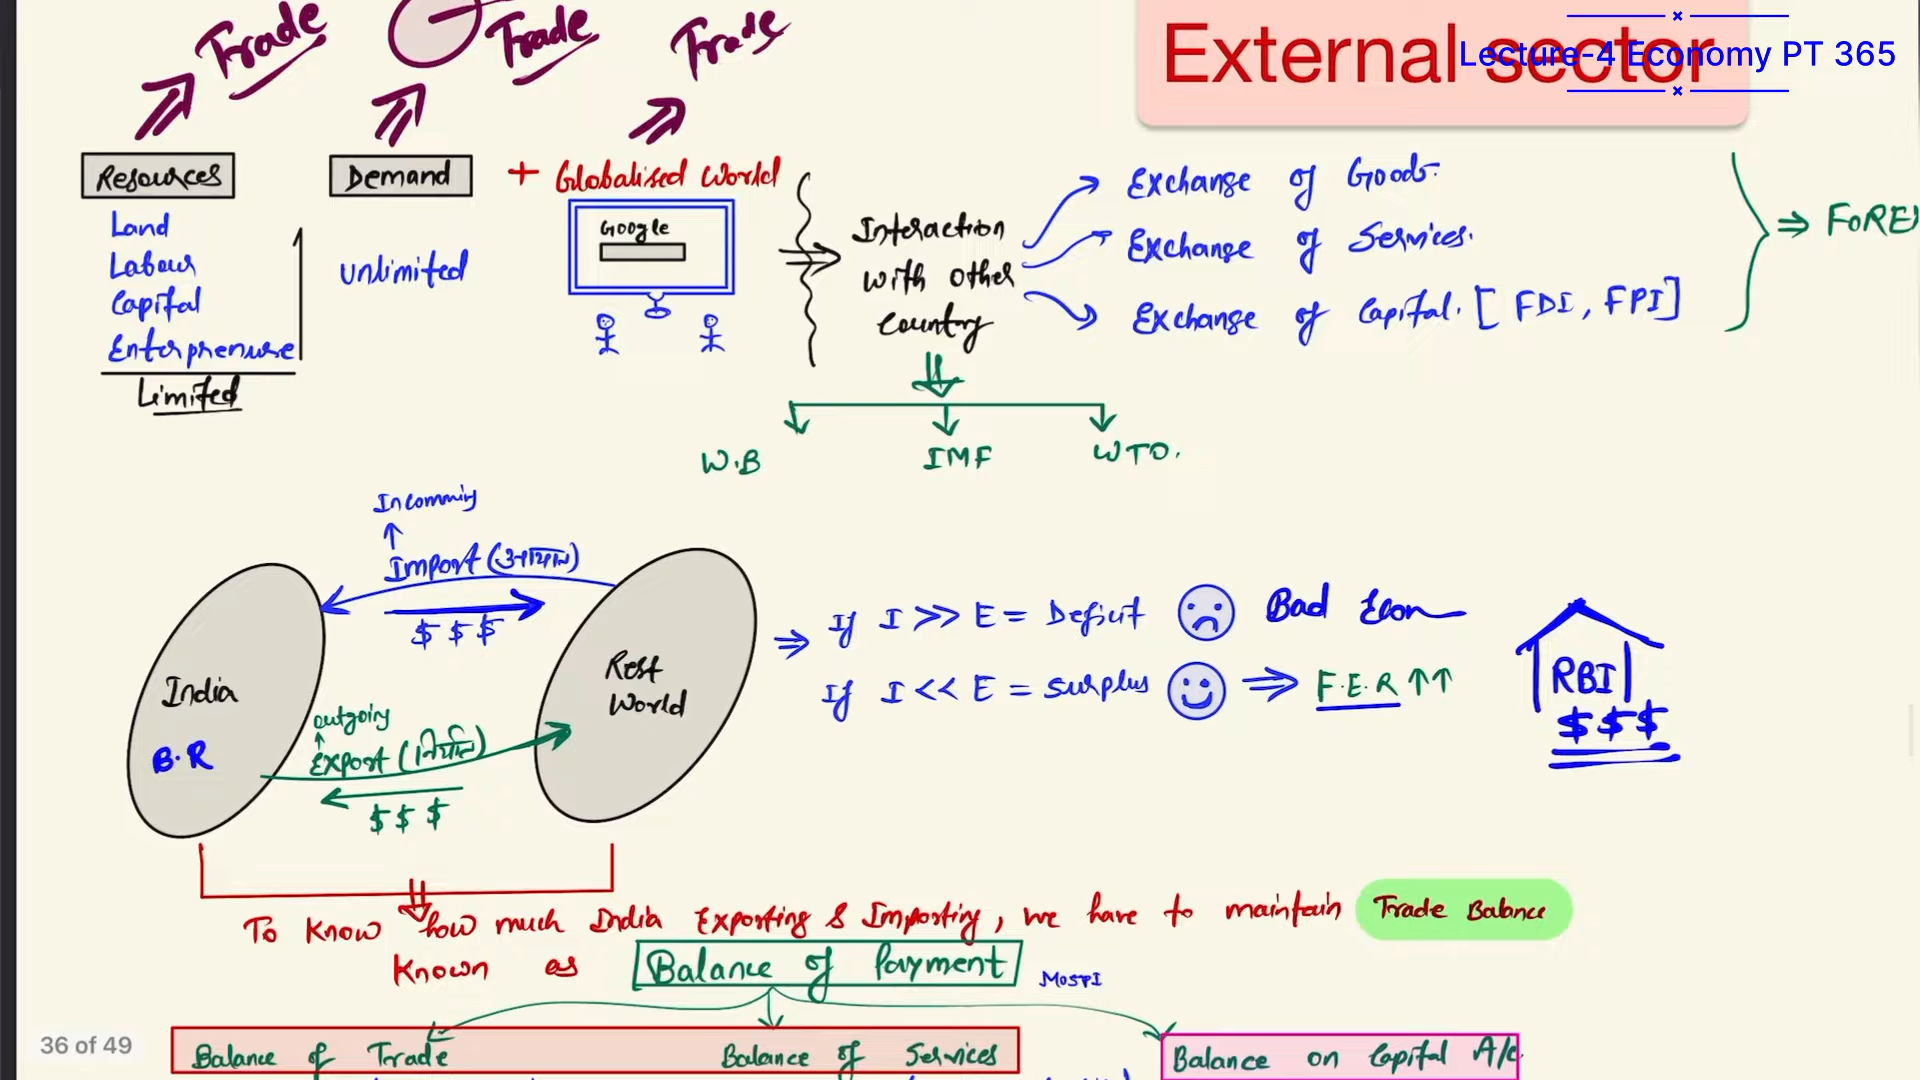 Trade
Trade
Trade
External sector
Lecture-4 Economy PT 365
Resources
Demand
+ Globalised World
Land
Labour
Capital
Enterprenure
Limited
Unlimited
Google
Interaction
with other
Country
Exchange of Goods.
Exchange of Services.
Exchange of Capital. [ FDI, FPI]
⇒ FoREX
W.B
IMF
WTO.
Incomming
Import (आयात)
$ $ $
India
B.R
Rest
World
outgoing
Export (निर्यात)
$ $ $
⇒ If I >> E = Deficit
Bad Econ
If I << E = Surplus
⇒ F.E.R ↑↑
RBI
$ $ $
To Know how much India Exporting & Importing, we have to maintain Trade Balance
Known as Balance of Payment
MOSPI
Balance of Trade
Balance of Services
Balance on Capital A/c.
36 of 49